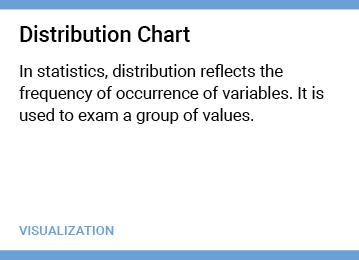 Distribution Chart
In statistics, distribution reflects the
frequency of occurrence of variables. It is
used to exam a group of values.
VISUALIZATION